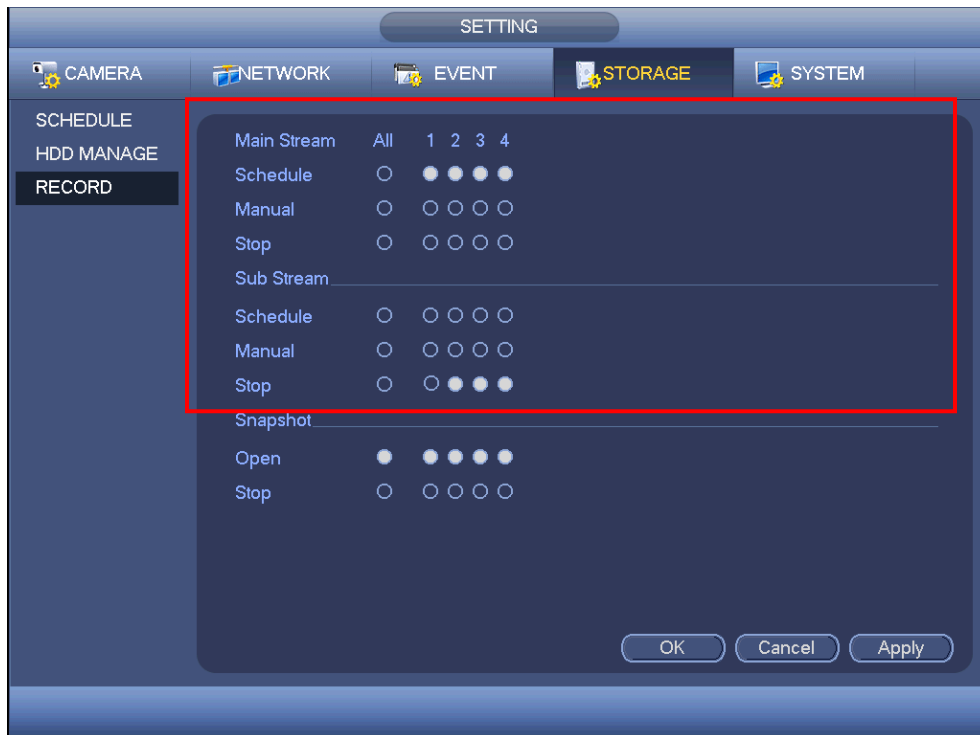 SETTING
CAMERA NETWORK EVENT STORAGE SYSTEM
SCHEDULE
HDD MANAGE
RECORD
Main Stream All 1 2 3 4
Schedule
Manual
Stop
Sub Stream
Schedule
Manual
Stop
Snapshot
Open
Stop
OK Cancel Apply